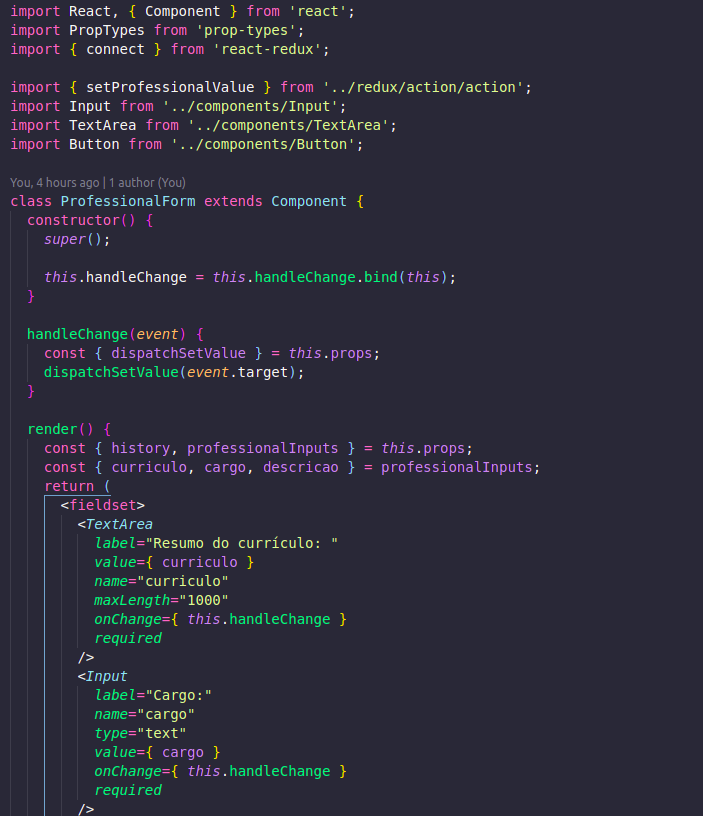 import React, { Component } from 'react';
import PropTypes from 'prop-types';
import { connect } from 'react-redux';

import { setProfessionalValue } from '../redux/action/action';
import Input from '../components/Input';
import TextArea from '../components/TextArea';
import Button from '../components/Button';

You, 4 hours ago | 1 author (You)
class ProfessionalForm extends Component {
  constructor() {
    super();

    this.handleChange = this.handleChange.bind(this);
  }

  handleChange(event) {
    const { dispatchSetValue } = this.props;
    dispatchSetValue(event.target);
  }

  render() {
    const { history, professionalInputs } = this.props;
    const { curriculo, cargo, descricao } = professionalInputs;
    return (
      <fieldset>
        <TextArea
          label="Resumo do currículo: "
          value={ curriculo }
          name="curriculo"
          maxLength="1000"
          onChange={ this.handleChange }
          required
        />
        <Input
          label="Cargo:"
          name="cargo"
          type="text"
          value={ cargo }
          onChange={ this.handleChange }
          required
        />